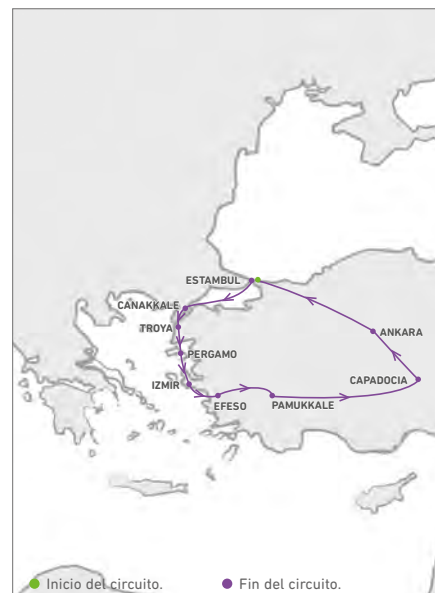 ESTAMBUL
CANAKKALE
TROYA
PERGAMO
IZMIR
EFESO
PAMUKKALE
CAPADOCIA
ANKARA
Inicio del circuito.
Fin del circuito.